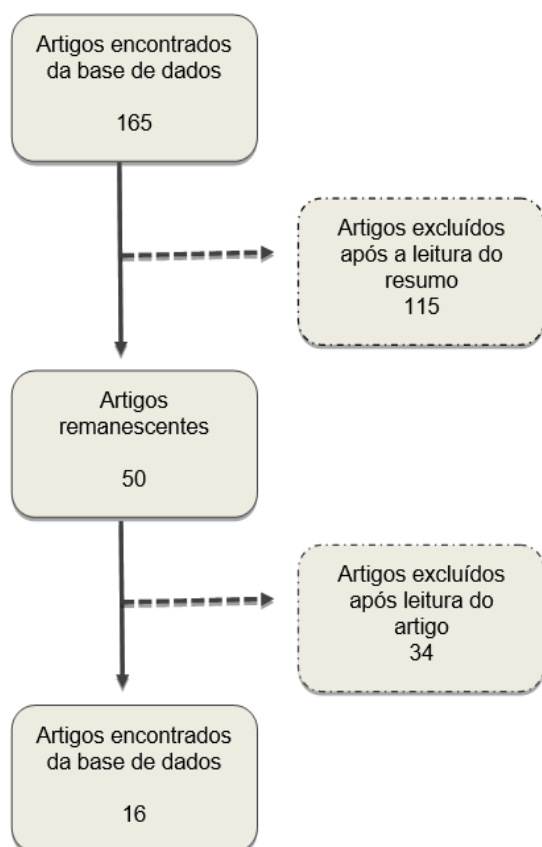 Artigos encontrados
da base de dados
165
Artigos excluídos
após a leitura do
resumo
115
Artigos
remanescentes
50
Artigos excluídos
após leitura do
artigo
34
Artigos encontrados
da base de dados
16